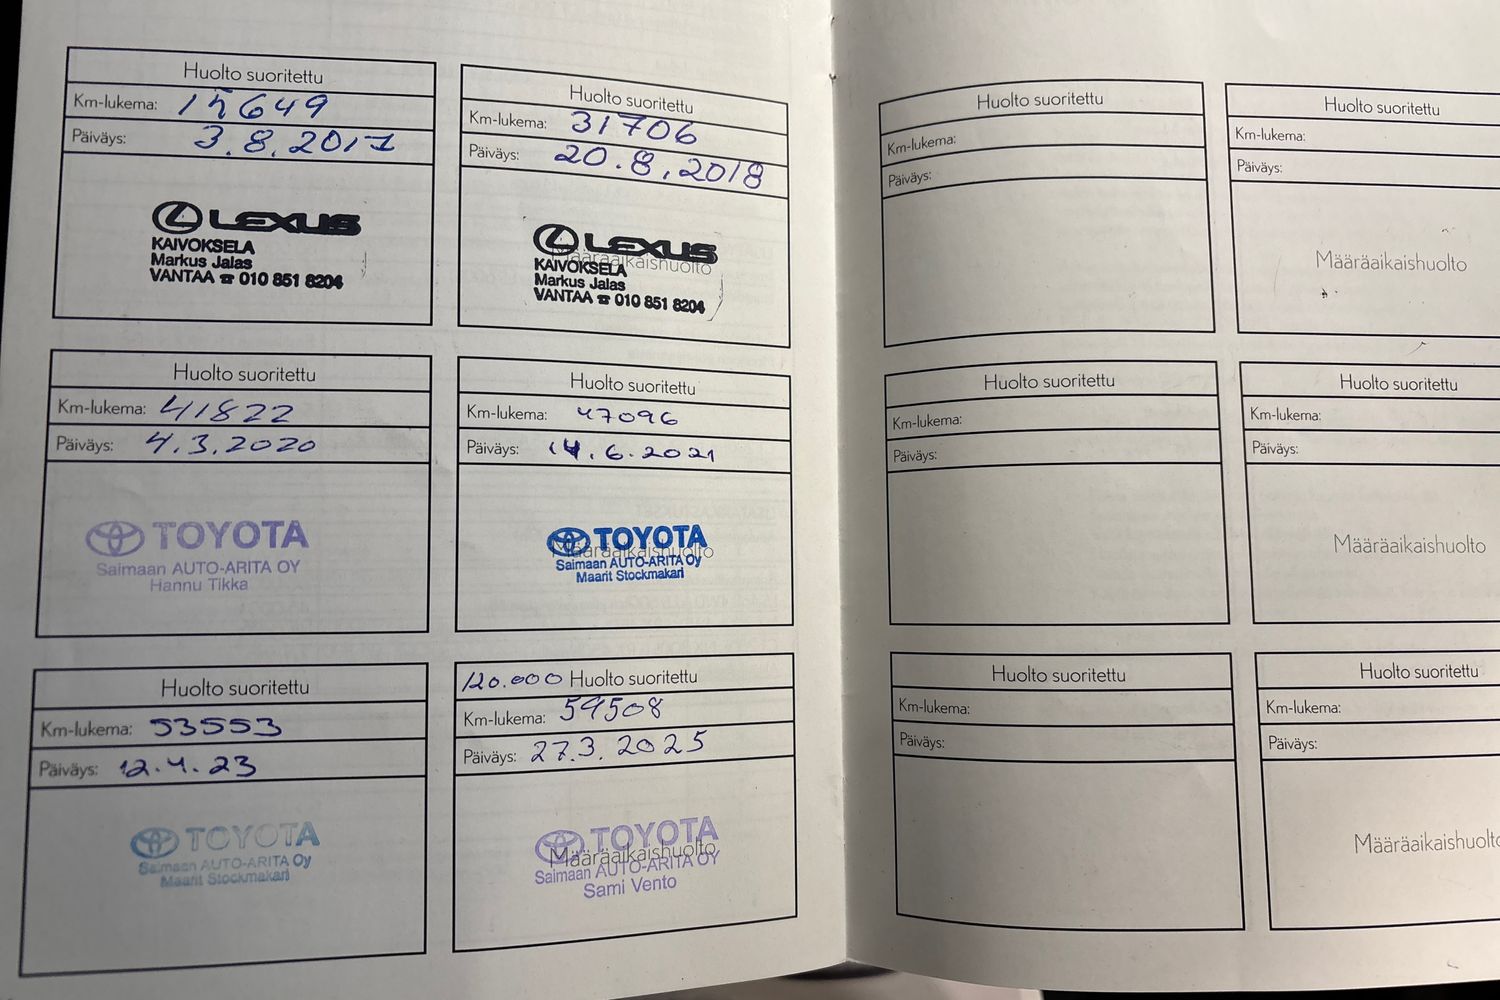 Huolto suoritettu
Km-lukema: 15649
Päiväys: 3.8.2017
LEXUS
KAIVOKSELA
Markus Jalas
VANTAA ☎ 010 851 8204
Huolto suoritettu
Km-lukema: 31706
Päiväys: 20.8.2018
LEXUS
Määräaikaishuolto
KAIVOKSELA
Markus Jalas
VANTAA ☎ 010 851 8204
Huolto suoritettu
Km-lukema: 41822
Päiväys: 4.3.2020
TOYOTA
Saimaan AUTO-ARITA OY
Hannu Tikka
Huolto suoritettu
Km-lukema: 47096
Päiväys: 14.6.2021
TOYOTA
Määräaikaishuolto
Saimaan AUTO-ARITA Oy
Maarit Stockmakari
Huolto suoritettu
Km-lukema: 53553
Päiväys: 12.4.23
TOYOTA
Saimaan AUTO-ARITA Oy
Maarit Stockmakari
120.000 Huolto suoritettu
Km-lukema: 59508
Päiväys: 27.3.2025
TOYOTA
Määräaikaishuolto
Saimaan AUTO-ARITA OY
Sami Vento
Huolto suoritettu
Km-lukema:
Päiväys:
Huolto suoritettu
Km-lukema:
Päiväys:
Määräaikaishuolto
Huolto suoritettu
Km-lukema:
Päiväys:
Huolto suoritettu
Km-lukema:
Päiväys:
Määräaikaishuolto
Huolto suoritettu
Km-lukema:
Päiväys:
Huolto suoritettu
Km-lukema:
Päiväys:
Määräaikaishuolto